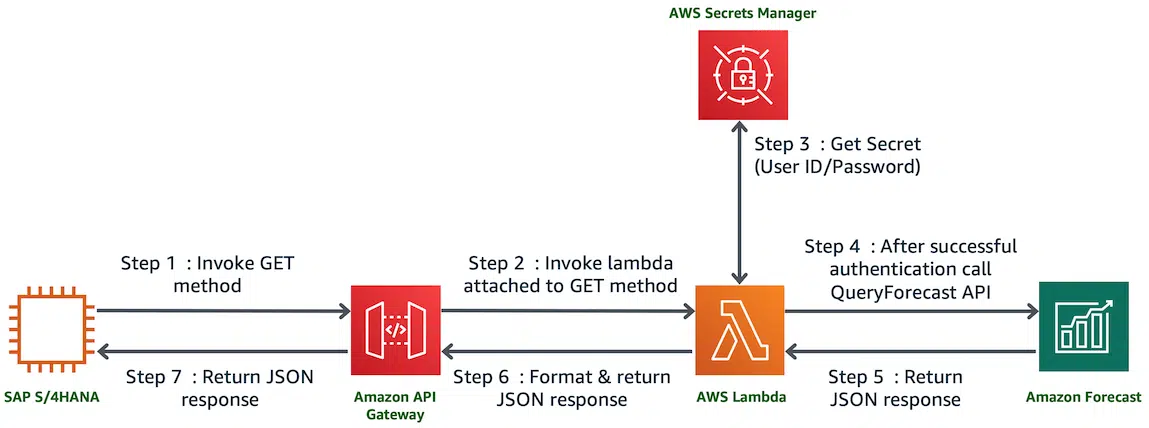 AWS Secrets Manager
Step 3 : Get Secret
(User ID/Password)
Step 1 : Invoke GET
method
Step 2 : Invoke lambda
attached to GET method
Step 4 : After successful
authentication call
QueryForecast API
</>
Step 7 : Return JSON
response
Step 6 : Format & return
JSON response
Step 5 : Return
JSON response
SAP S/4HANA
Amazon API
Gateway
AWS Lambda
Amazon Forecast